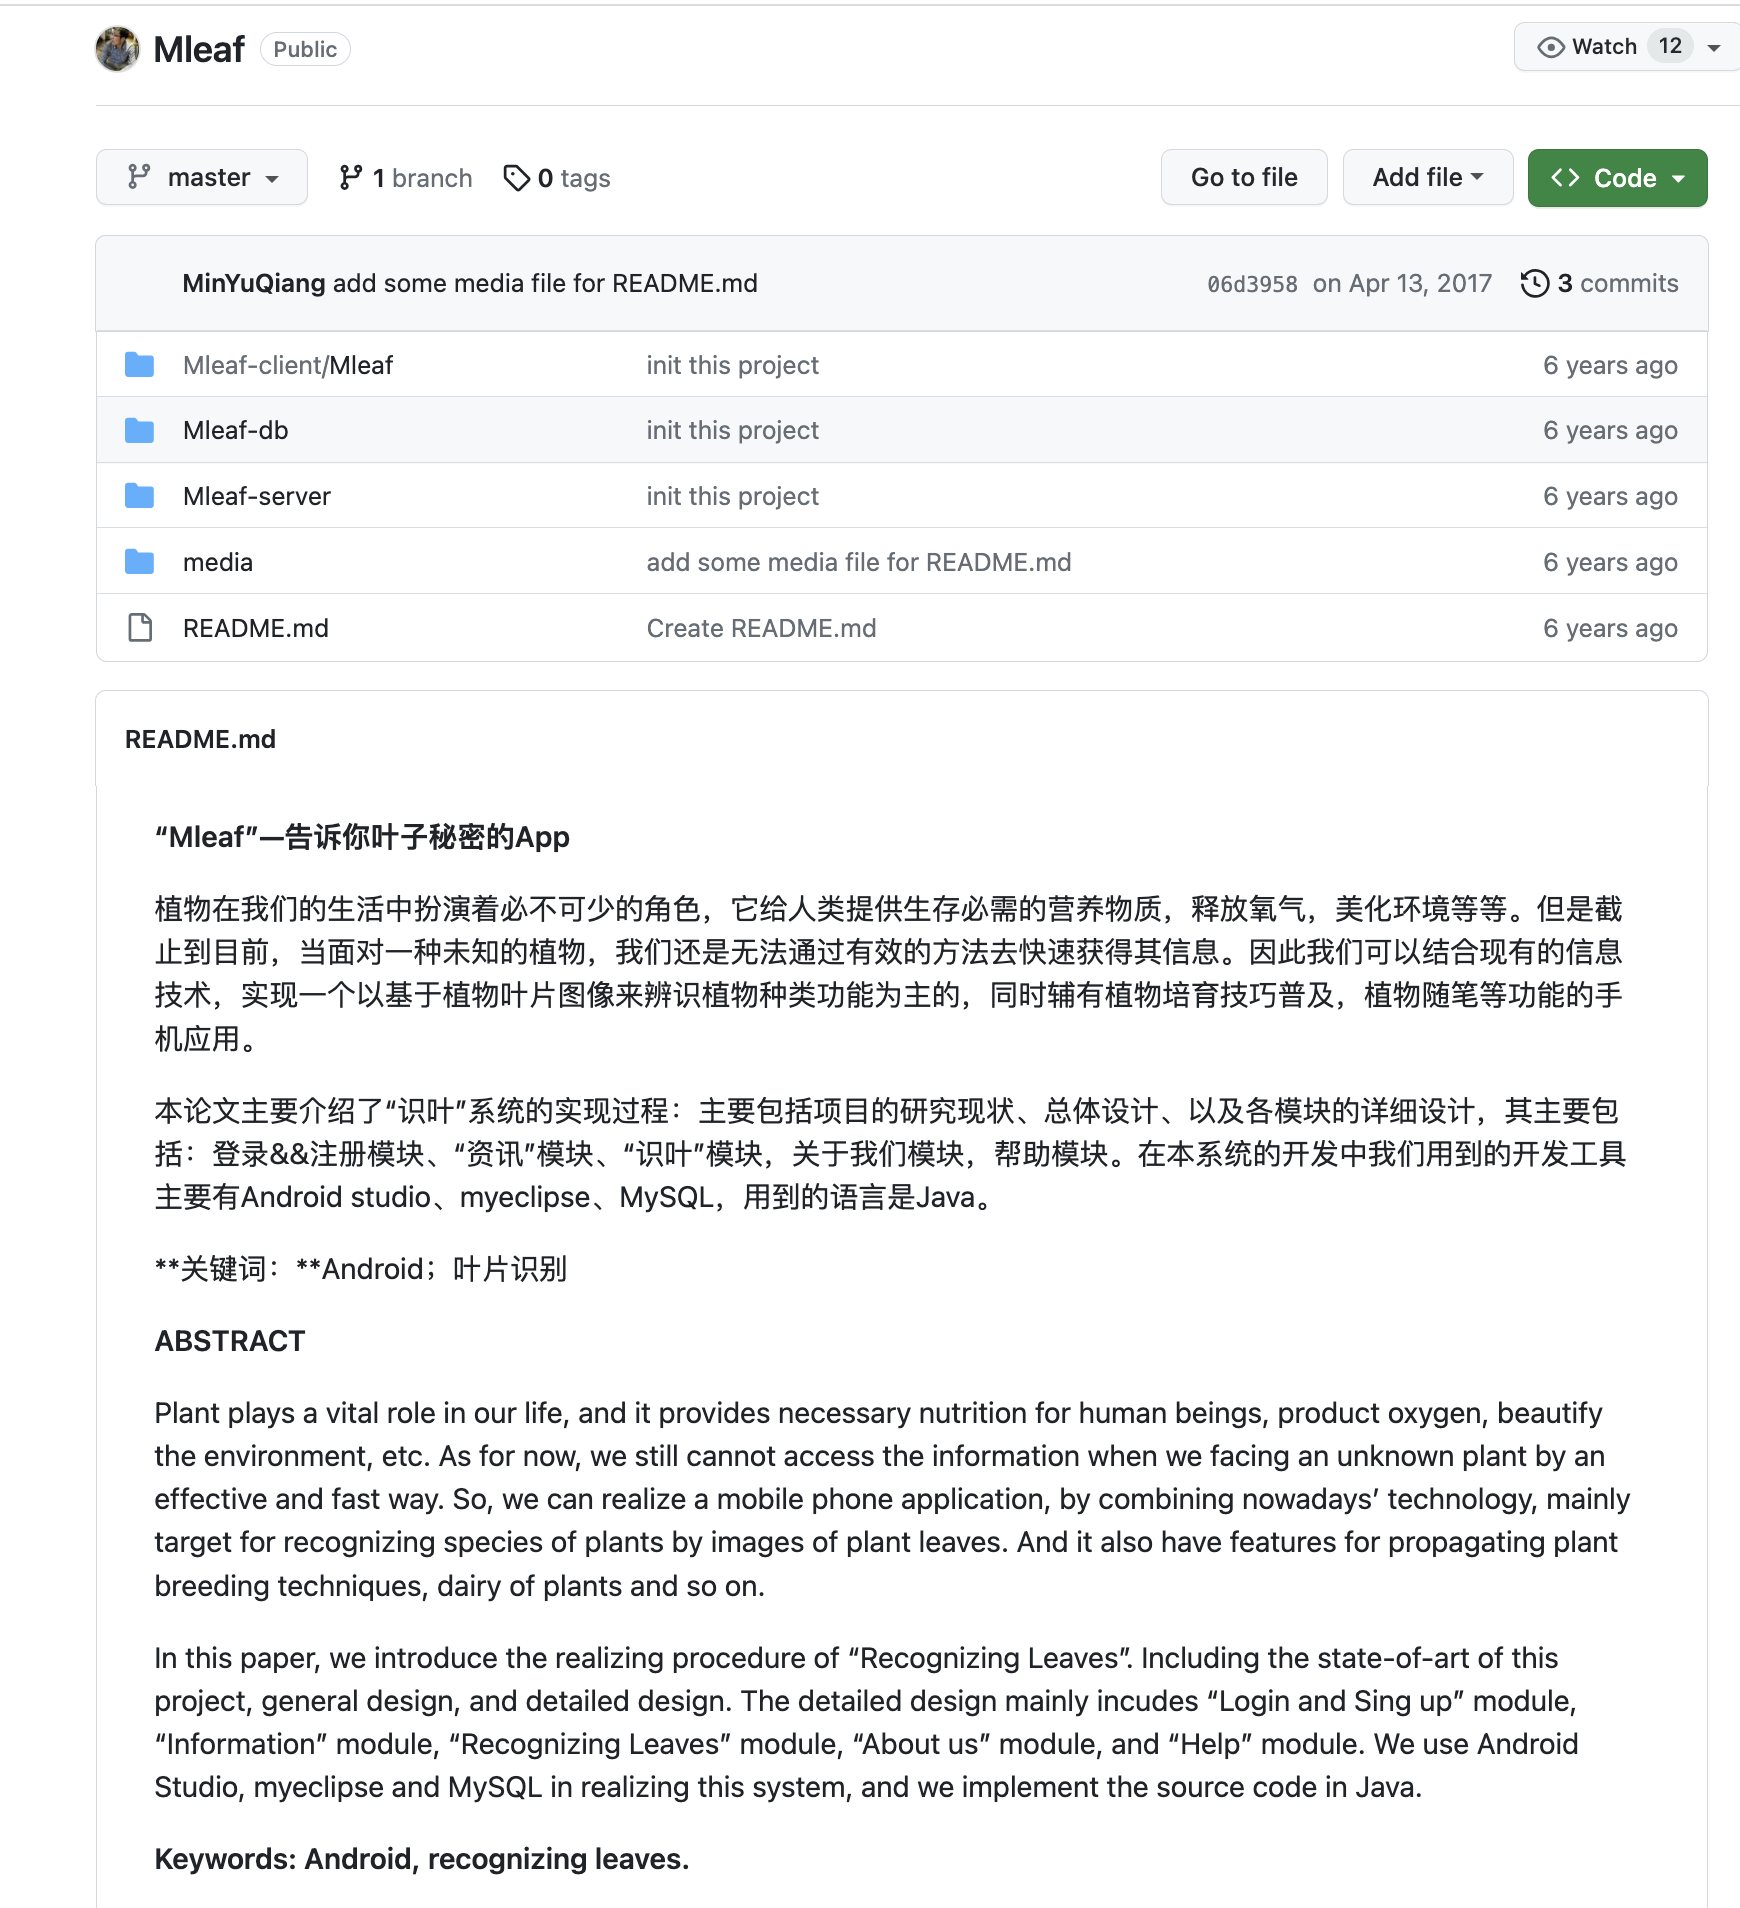 Mleaf Public
Watch 12
master 1 branch 0 tags
Go to file Add file Code
MinYuQiang add some media file for README.md 06d3958 on Apr 13, 2017 3 commits
Mleaf-client/Mleaf init this project 6 years ago
Mleaf-db init this project 6 years ago
Mleaf-server init this project 6 years ago
media add some media file for README.md 6 years ago
README.md Create README.md 6 years ago
README.md
“Mleaf”—告诉你叶子秘密的App
植物在我们的生活中扮演着必不可少的角色，它给人类提供生存必需的营养物质，释放氧气，美化环境等等。但是截
止到目前，当面对一种未知的植物，我们还是无法通过有效的方法去快速获得其信息。因此我们可以结合现有的信息
技术，实现一个以基于植物叶片图像来辨识植物种类功能为主的，同时辅有植物培育技巧普及，植物随笔等功能的手
机应用。
本论文主要介绍了“识叶”系统的实现过程：主要包括项目的研究现状、总体设计、以及各模块的详细设计，其主要包
括：登录&&注册模块、“资讯”模块、“识叶”模块，关于我们模块，帮助模块。在本系统的开发中我们用到的开发工具
主要有Android studio、myeclipse、MySQL，用到的语言是Java。
**关键词：**Android；叶片识别
ABSTRACT
Plant plays a vital role in our life, and it provides necessary nutrition for human beings, product oxygen, beautify
the environment, etc. As for now, we still cannot access the information when we facing an unknown plant by an
effective and fast way. So, we can realize a mobile phone application, by combining nowadays’ technology, mainly
target for recognizing species of plants by images of plant leaves. And it also have features for propagating plant
breeding techniques, dairy of plants and so on.
In this paper, we introduce the realizing procedure of “Recognizing Leaves”. Including the state-of-art of this
project, general design, and detailed design. The detailed design mainly incudes “Login and Sing up” module,
“Information” module, “Recognizing Leaves” module, “About us” module, and “Help” module. We use Android
Studio, myeclipse and MySQL in realizing this system, and we implement the source code in Java.
Keywords: Android, recognizing leaves.